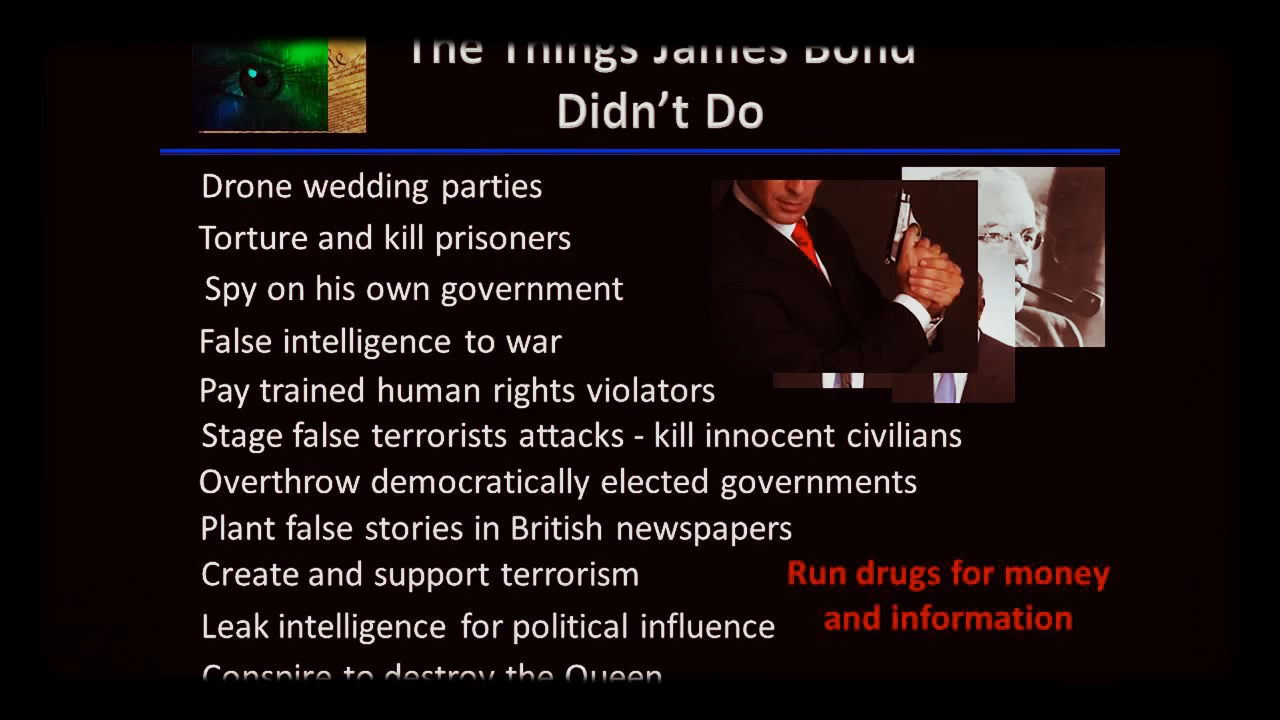 The Things James Bond
Didn't Do
Drone wedding parties
Torture and kill prisoners
Spy on his own government
False intelligence to war
Pay trained human rights violators
Stage false terrorists attacks - kill innocent civilians
Overthrow democratically elected governments
Plant false stories in British newspapers
Create and support terrorism
Run drugs for money
and information
Leak intelligence for political influence
Conspire to destroy the Queen